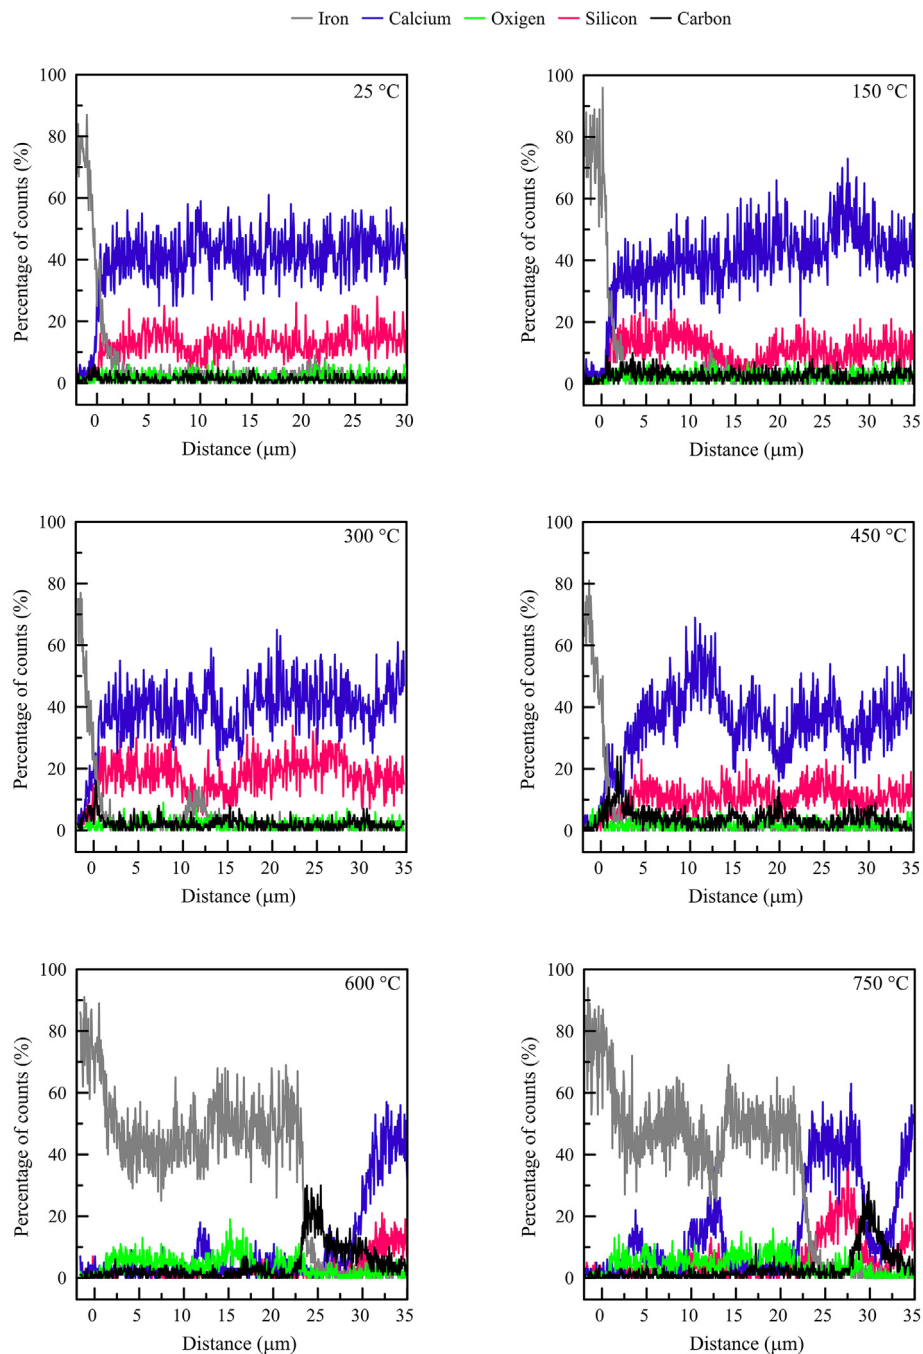 Iron Calcium Oxigen Silicon Carbon
25 °C
100
80
60
40
20
0
Percentage of counts (%)
0 5 10 15 20 25 30
Distance (μm)
150 °C
100
80
60
40
20
0
Percentage of counts (%)
0 5 10 15 20 25 30 35
Distance (μm)
300 °C
100
80
60
40
20
0
Percentage of counts (%)
0 5 10 15 20 25 30 35
Distance (μm)
450 °C
100
80
60
40
20
0
Percentage of counts (%)
0 5 10 15 20 25 30 35
Distance (μm)
600 °C
100
80
60
40
20
0
Percentage of counts (%)
0 5 10 15 20 25 30 35
Distance (μm)
750 °C
100
80
60
40
20
0
Percentage of counts (%)
0 5 10 15 20 25 30 35
Distance (μm)